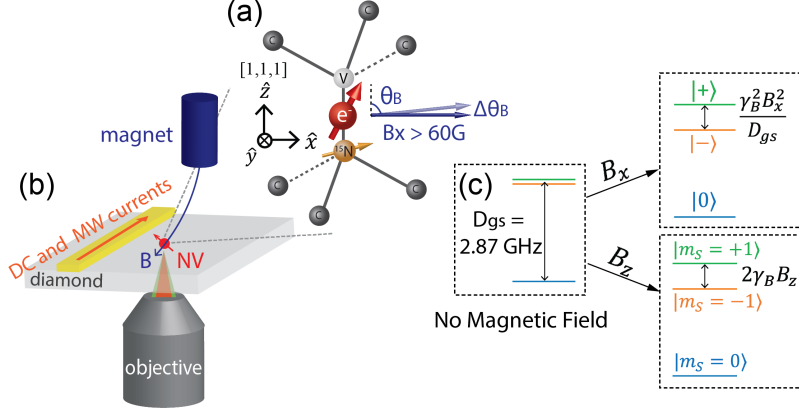 (a)
C
C
C
[1,1,1]
ẑ
x̂
ŷ
V
e-
15N
θB
ΔθB
Bx > 60G
C
C
C
(b)
magnet
DC and MW currents
B
NV
diamond
objective
(c)
Dgs =
2.87 GHz
No Magnetic Field
Bx
Bz
|+⟩
|−⟩
γB²Bx²
Dgs
|0⟩
|mS = +1⟩
2γBBz
|mS = −1⟩
|mS = 0⟩